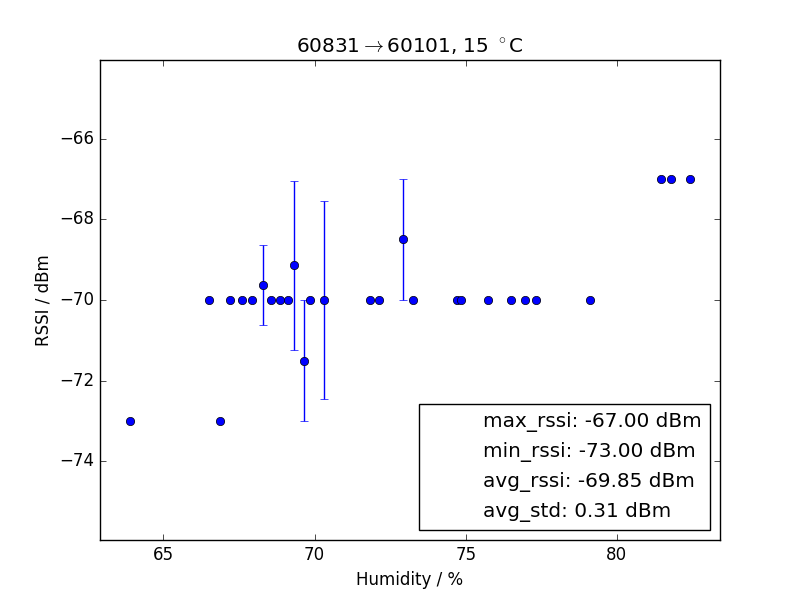 60831→60101, 15 °C
RSSI / dBm
−66
−68
−70
−72
−74
65
70
75
80
Humidity / %
max_rssi: -67.00 dBm
min_rssi: -73.00 dBm
avg_rssi: -69.85 dBm
avg_std: 0.31 dBm